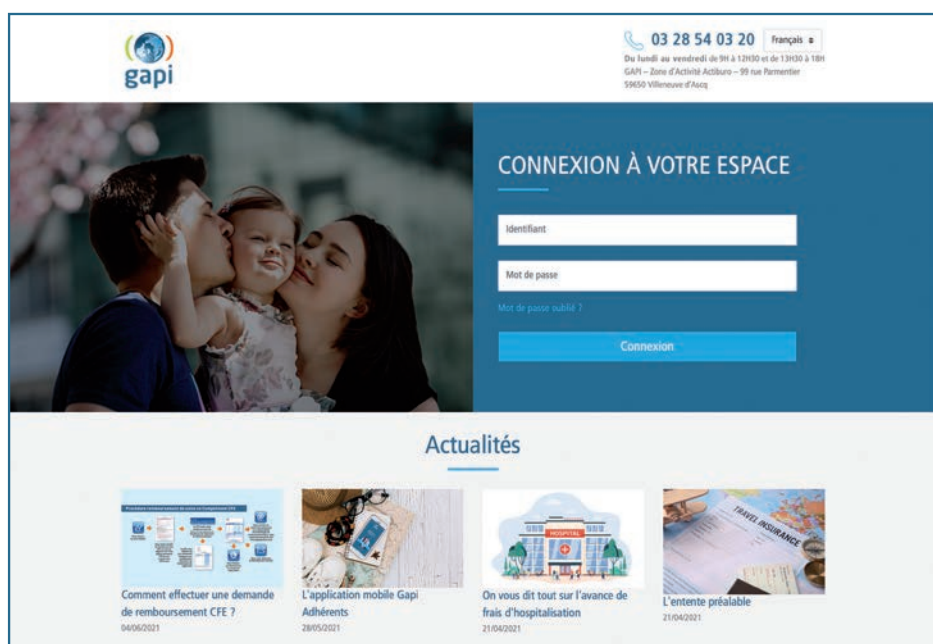 gapi
03 28 54 03 20
Français
Du lundi au vendredi de 9H à 12H30 et de 13H30 à 18H
GAPI – Zone d'Activité Actiburo – 99 rue Parmentier
59650 Villeneuve d'Ascq
CONNEXION À VOTRE ESPACE
Identifiant
Mot de passe
Mot de passe oublié ?
Connexion
Actualités
HOSPITAL
TRAVEL INSURANCE
Comment effectuer une demande
de remboursement CFE ?
04/06/2021
L'application mobile Gapi
Adhérents
28/05/2021
On vous dit tout sur l'avance de
frais d'hospitalisation
21/04/2021
L'entente préalable
21/04/2021